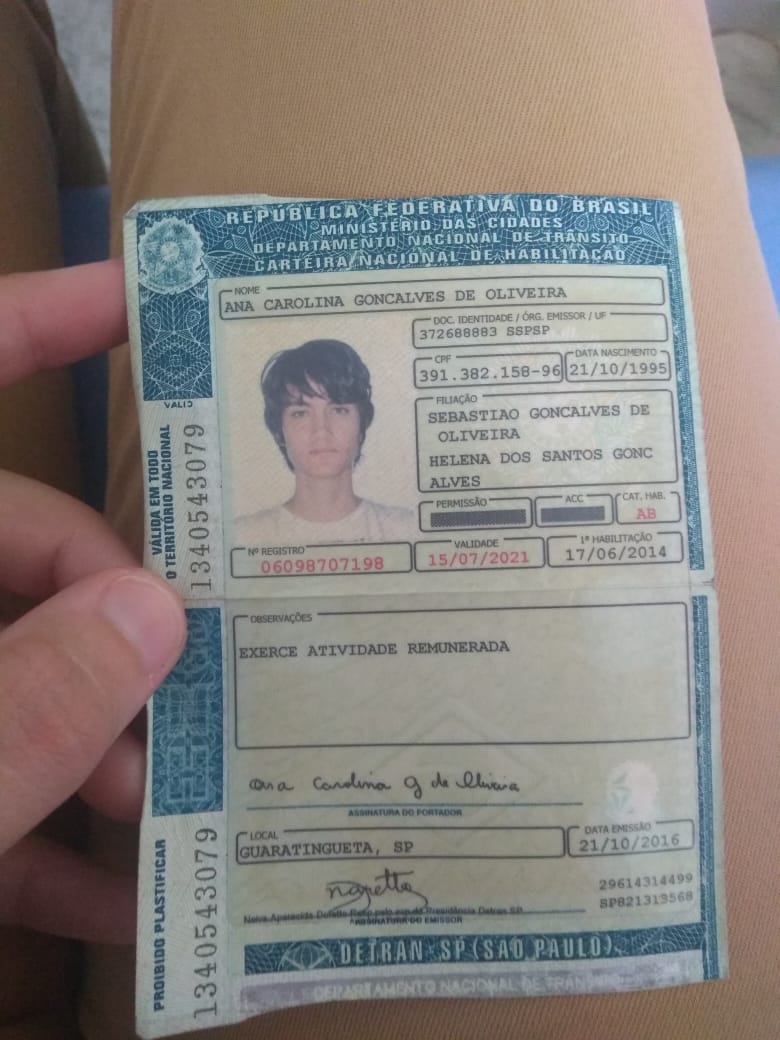 REPÚBLICA FEDERATIVA DO BRASIL
MINISTÉRIO DAS CIDADES
DEPARTAMENTO NACIONAL DE TRÂNSITO
CARTEIRA NACIONAL DE HABILITAÇÃO
NOME
ANA CAROLINA GONCALVES DE OLIVEIRA
DOC. IDENTIDADE / ÓRG. EMISSOR / UF
372688883 SSPSP
CPF
391.382.158-96
DATA NASCIMENTO
21/10/1995
FILIAÇÃO
SEBASTIAO GONCALVES DE
OLIVEIRA
HELENA DOS SANTOS GONC
ALVES
PERMISSÃO
ACC
CAT. HAB.
AB
Nº REGISTRO
06098707198
VALIDADE
15/07/2021
1ª HABILITAÇÃO
17/06/2014
VÁLIDA EM TODO
O TERRITÓRIO NACIONAL
1340543079
OBSERVAÇÕES
EXERCE ATIVIDADE REMUNERADA
Ana Carolina G de Oliveira
ASSINATURA DO PORTADOR
LOCAL
GUARATINGUETA, SP
DATA EMISSÃO
21/10/2016
29614314499
SP821313568
Neiva Aparecida
Detran SP
ASSINATURA DO EMISSOR
PROIBIDO PLASTIFICAR
1340543079
DETRAN-SP (SÃO PAULO)
DEPARTAMENTO NACIONAL DE TRÂNSITO